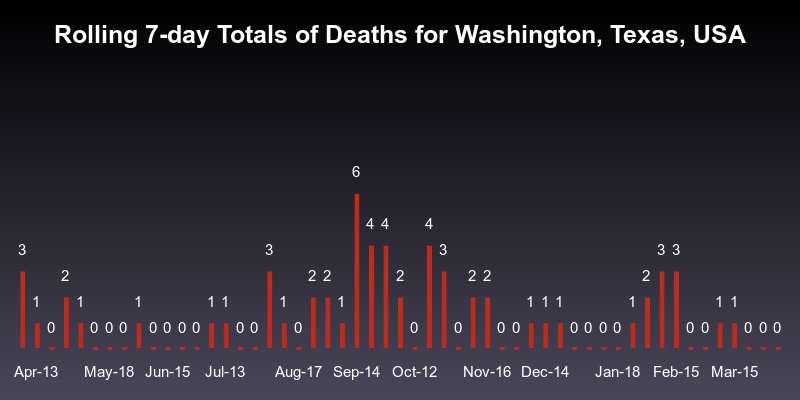 Rolling 7-day Totals of Deaths for Washington, Texas, USA
6
4 4 4
3 3 3 3 3
2 2 2 2 2 2 2
1 1 1 1 1 1 1 1 1 1 1 1 1
0 0 0 0 0 0 0 0 0 0 0 0 0 0 0 0 0 0 0 0 0 0 0 0
Apr-13 May-18 Jun-15 Jul-13 Aug-17 Sep-14 Oct-12 Nov-16 Dec-14 Jan-18 Feb-15 Mar-15